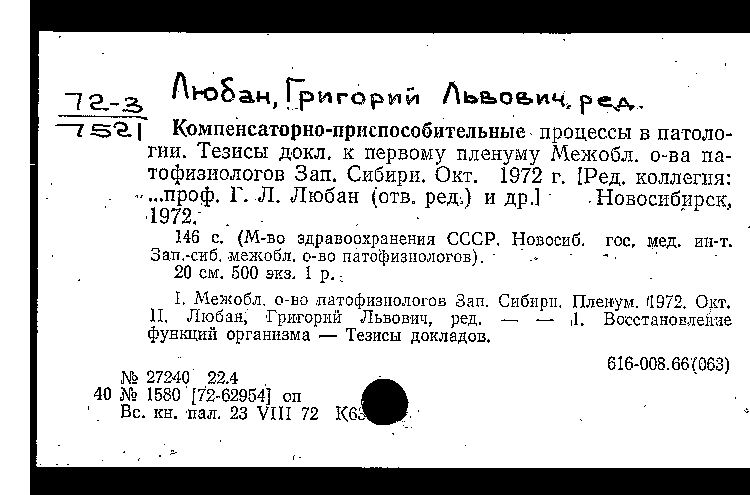 Любан, Григорий Львович, ред.
72-3
7521
Компенсаторно-приспособительные процессы в патоло-
гии. Тезисы докл. к первому пленуму Межобл. о-ва па-
тофизиологов Зап. Сибири. Окт. 1972 г. [Ред. коллегия:
...проф. Г. Л. Любан (отв. ред.) и др.] Новосибирск,
1972.
146 с. (М-во здравоохранения СССР. Новосиб. гос. мед. ин-т.
Зап.-сиб. межобл. о-во патофизиологов).
20 см. 500 экз. 1 р.
I. Межобл. о-во патофизиологов Зап. Сибири. Пленум. 1972. Окт.
II. Любан, Григорий Львович, ред. — — 1. Восстановление
функций организма — Тезисы докладов.
616-008.66(063)
№ 27240 22.4
40 № 1580 [72-62954] оп
Вс. кн. пал. 23 VIII 72